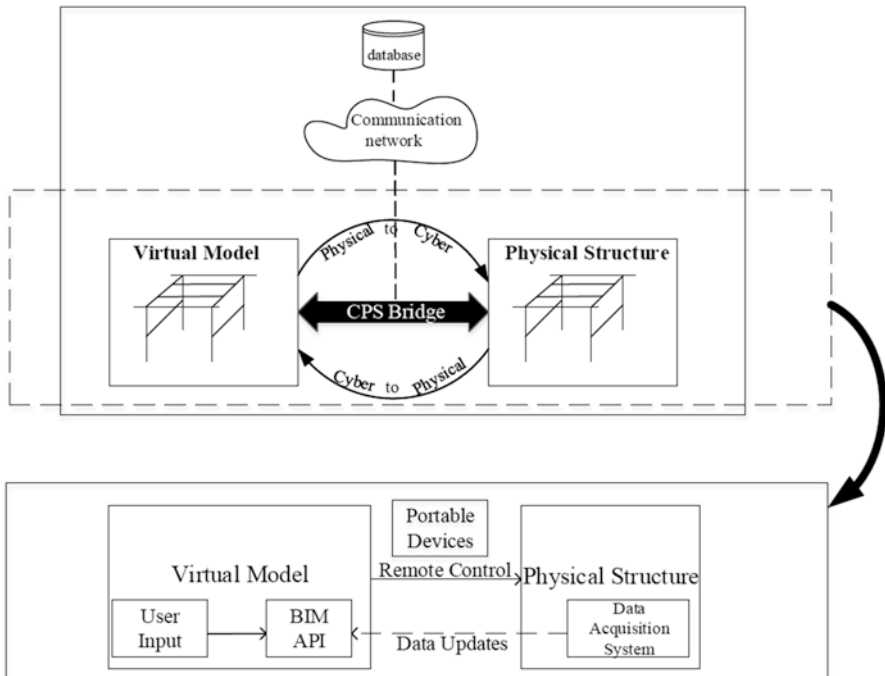 database
Communication
network
Physical to Cyber
Virtual Model
Physical Structure
CPS Bridge
Cyber to Physical
Portable
Devices
Virtual Model
Remote Control
Physical Structure
User
Input
BIM
API
Data Updates
Data
Acquisition
System